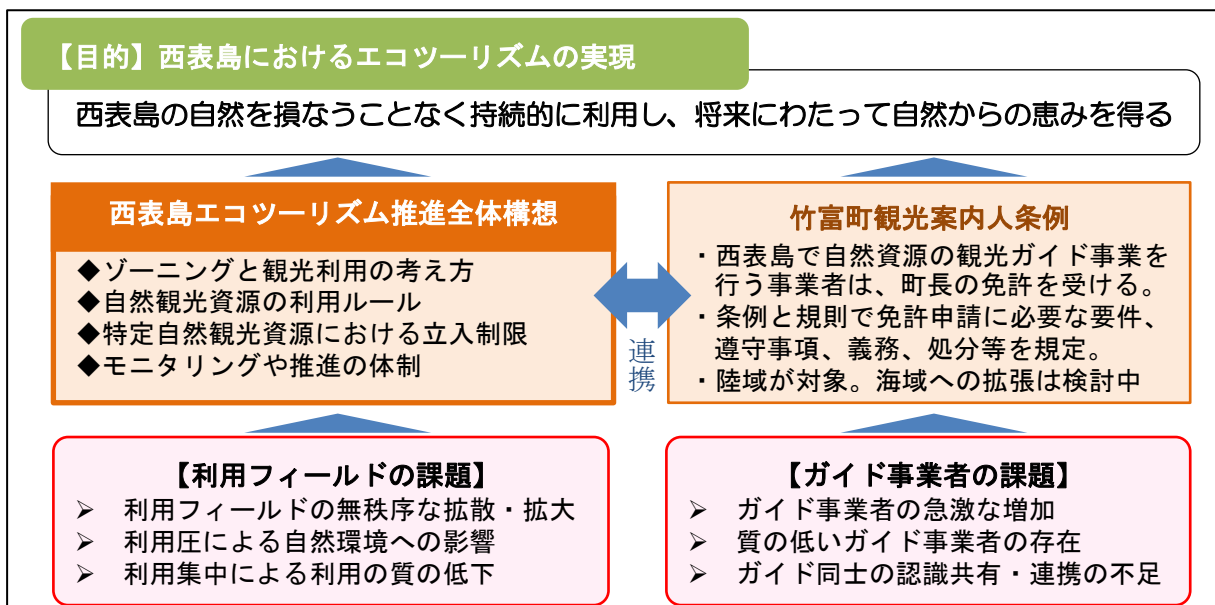 【目的】西表島におけるエコツーリズムの実現
西表島の自然を損なうことなく持続的に利用し、将来にわたって自然からの恵みを得る
西表島エコツーリズム推進全体構想
◆ゾーニングと観光利用の考え方
◆自然観光資源の利用ルール
◆特定自然観光資源における立入制限
◆モニタリングや推進の体制
連携
竹富町観光案内人条例
・西表島で自然資源の観光ガイド事業を
行う事業者は、町長の免許を受ける。
・条例と規則で免許申請に必要な要件、
遵守事項、義務、処分等を規定。
・陸域が対象。海域への拡張は検討中
【利用フィールドの課題】
➢ 利用フィールドの無秩序な拡散・拡大
➢ 利用圧による自然環境への影響
➢ 利用集中による利用の質の低下
【ガイド事業者の課題】
➢ ガイド事業者の急激な増加
➢ 質の低いガイド事業者の存在
➢ ガイド同士の認識共有・連携の不足